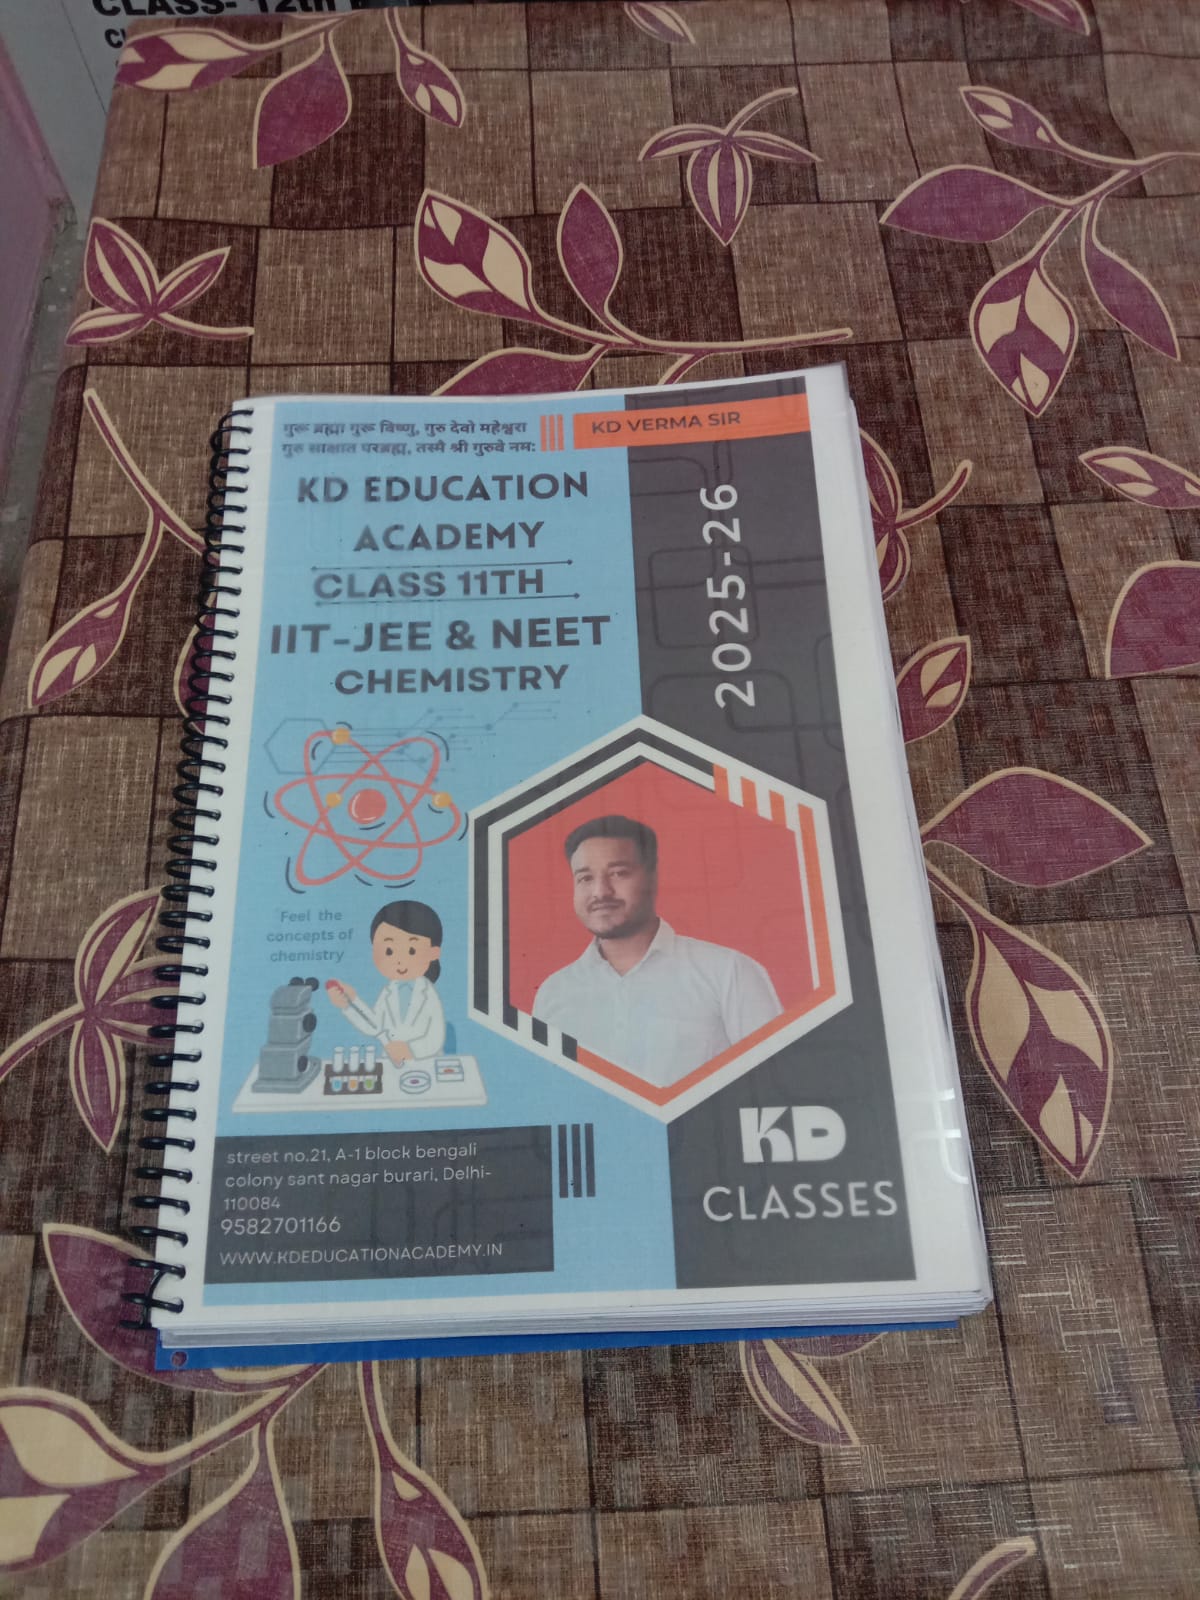 CLASS- 12th
गुरू ब्रह्मा गुरू विष्णु, गुरु देवो महेश्वरा
गुरु साक्षात परब्रह्म, तस्मै श्री गुरुवे नम:
KD VERMA SIR
KD EDUCATION
ACADEMY
CLASS 11TH
IIT-JEE & NEET
CHEMISTRY
2025-26
Feel the
concepts of
chemistry
street no.21, A-1 block bengali
colony sant nagar burari, Delhi-
110084
9582701166
WWW.KDEDUCATIONACADEMY.IN
KD
CLASSES